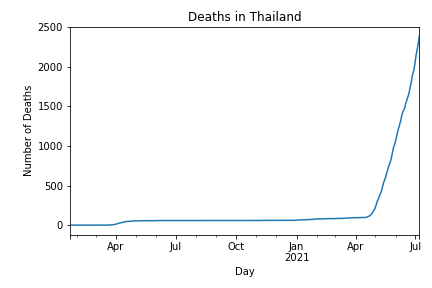 Deaths in Thailand
2500
2000
1500
1000
500
0
Number of Deaths
Apr Jul Oct Jan Apr Jul
2021
Day